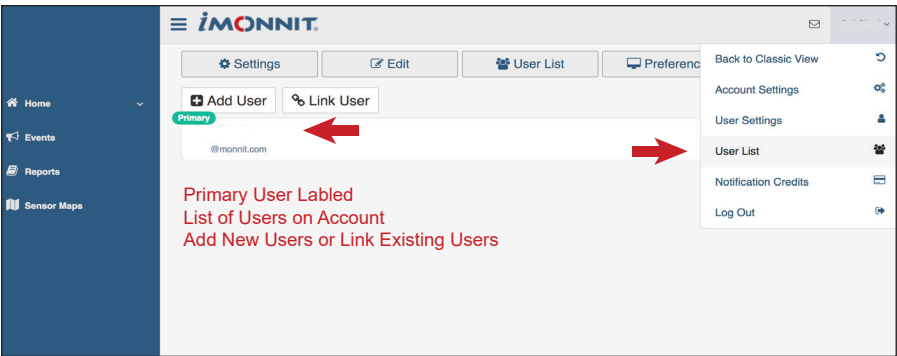 iMONNIT
Settings
Edit
User List
Preferenc
Back to Classic View
Account Settings
User Settings
User List
Notification Credits
Log Out
Home
Events
Reports
Sensor Maps
Add User
Link User
Primary
@monnit.com
Primary User Labled
List of Users on Account
Add New Users or Link Existing Users